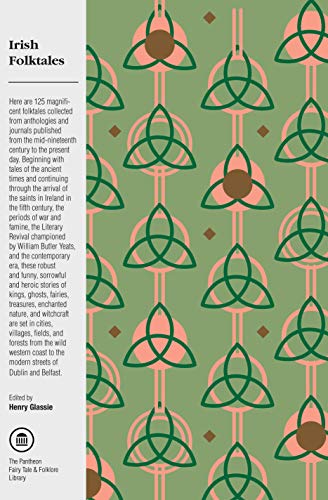 Irish
Folktales
Here are 125 magnifi-
cent folktales collected
from anthologies and
journals published
from the mid-nineteenth
century to the present
day. Beginning with
tales of the ancient
times and continuing
through the arrival of
the saints in Ireland in
the fifth century, the
periods of war and
famine, the Literary
Revival championed
by William Butler Yeats,
and the contemporary
era, these robust
and funny, sorrowful
and heroic stories of
kings, ghosts, fairies,
treasures, enchanted
nature, and witchcraft
are set in cities,
villages, fields, and
forests from the wild
western coast to the
modern streets of
Dublin and Belfast.
Edited by
Henry Glassie
The Pantheon
Fairy Tale & Folklore
Library